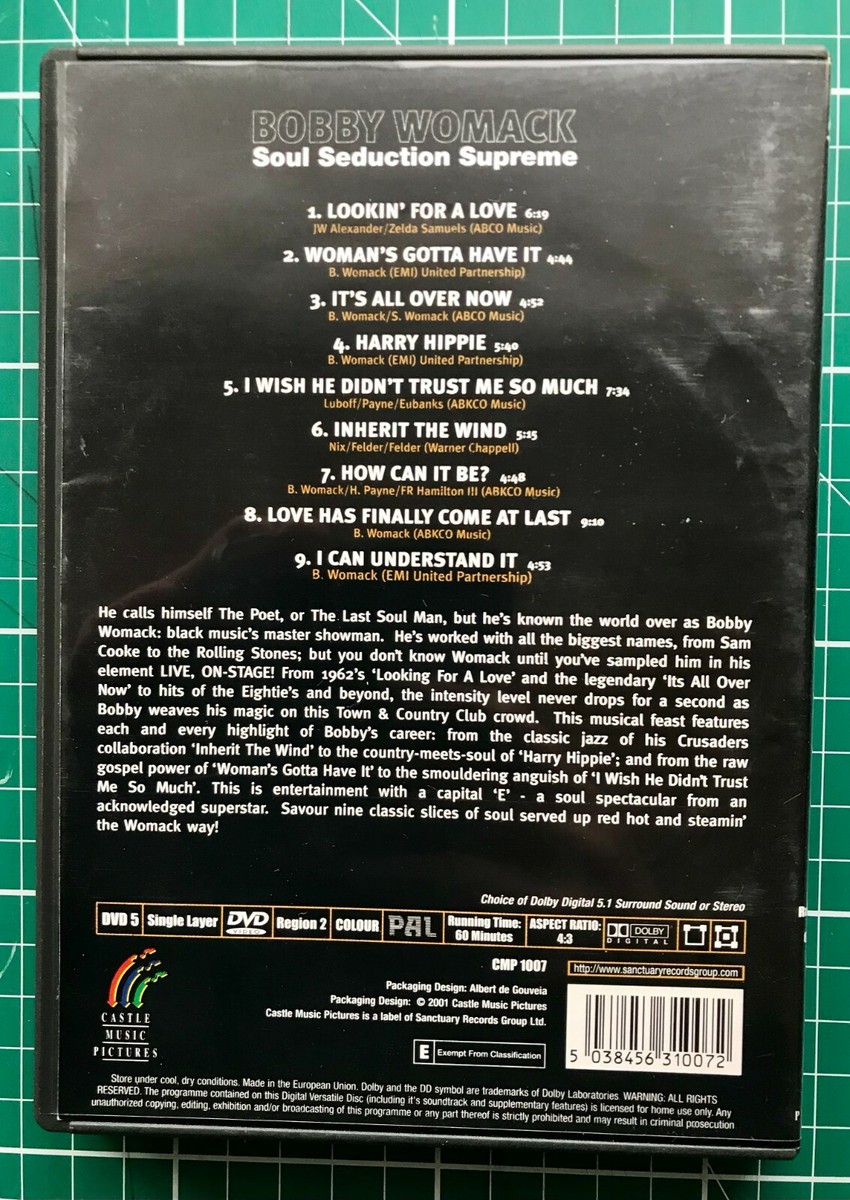 BOBBY WOMACK
Soul Seduction Supreme
1. LOOKIN' FOR A LOVE 6:19
JW Alexander/Zelda Samuels (ABCO Music)
2. WOMAN'S GOTTA HAVE IT 4:44
B. Womack (EMI) United Partnership)
3. IT'S ALL OVER NOW 4:52
B. Womack/S. Womack (ABCO Music)
4. HARRY HIPPIE 5:40
B. Womack (EMI) United Partnership)
5. I WISH HE DIDN'T TRUST ME SO MUCH 7:34
Luboff/Payne/Eubanks (ABKCO Music)
6. INHERIT THE WIND 5:15
Nix/Felder/Felder (Warner Chappell)
7. HOW CAN IT BE? 4:48
B. Womack/H. Payne/FR Hamilton III (ABKCO Music)
8. LOVE HAS FINALLY COME AT LAST 9:10
B. Womack (ABKCO Music)
9. I CAN UNDERSTAND IT 4:53
B. Womack (EMI United Partnership)
He calls himself The Poet, or The Last Soul Man, but he's known the world over as Bobby
Womack: black music's master showman. He's worked with all the biggest names, from Sam
Cooke to the Rolling Stones; but you don't know Womack until you've sampled him in his
element LIVE, ON-STAGE! From 1962's, 'Looking For A Love' and the legendary 'Its All Over
Now' to hits of the Eightie's and beyond, the intensity level never drops for a second as
Bobby weaves his magic on this Town & Country Club crowd. This musical feast features
each and every highlight of Bobby's career: from the classic jazz of his Crusaders
collaboration 'Inherit The Wind' to the country-meets-soul of 'Harry Hippie'; and from the raw
gospel power of 'Woman's Gotta Have It' to the smouldering anguish of 'I Wish He Didn't Trust
Me So Much'. This is entertainment with a capital 'E' - a soul spectacular from an
acknowledged superstar. Savour nine classic slices of soul served up red hot and steamin'
the Womack way!
Choice of Dolby Digital 5.1 Surround Sound or Stereo
DVD 5 Single Layer DVD VIDEO Region 2 COLOUR PAL Running Time: 60 Minutes ASPECT RATIO: 4:3 DOLBY DIGITAL
CMP 1007
http://www.sanctuaryrecordsgroup.com
Packaging Design: Albert de Gouveia
Packaging Design: © 2001 Castle Music Pictures
Castle Music Pictures is a label of Sanctuary Records Group Ltd.
CASTLE
MUSIC
PICTURES
E Exempt From Classification
5 038456 310072
Store under cool, dry conditions. Made in the European Union. Dolby and the DD symbol are trademarks of Dolby Laboratories. WARNING: ALL RIGHTS
RESERVED. The programme contained on this Digital Versatile Disc (including it's soundtrack and supplementary features) is licensed for home use only. Any
unauthorized copying, editing, exhibition and/or broadcasting of this programme or any part thereof is strictly prohibited and may result in criminal prosecution